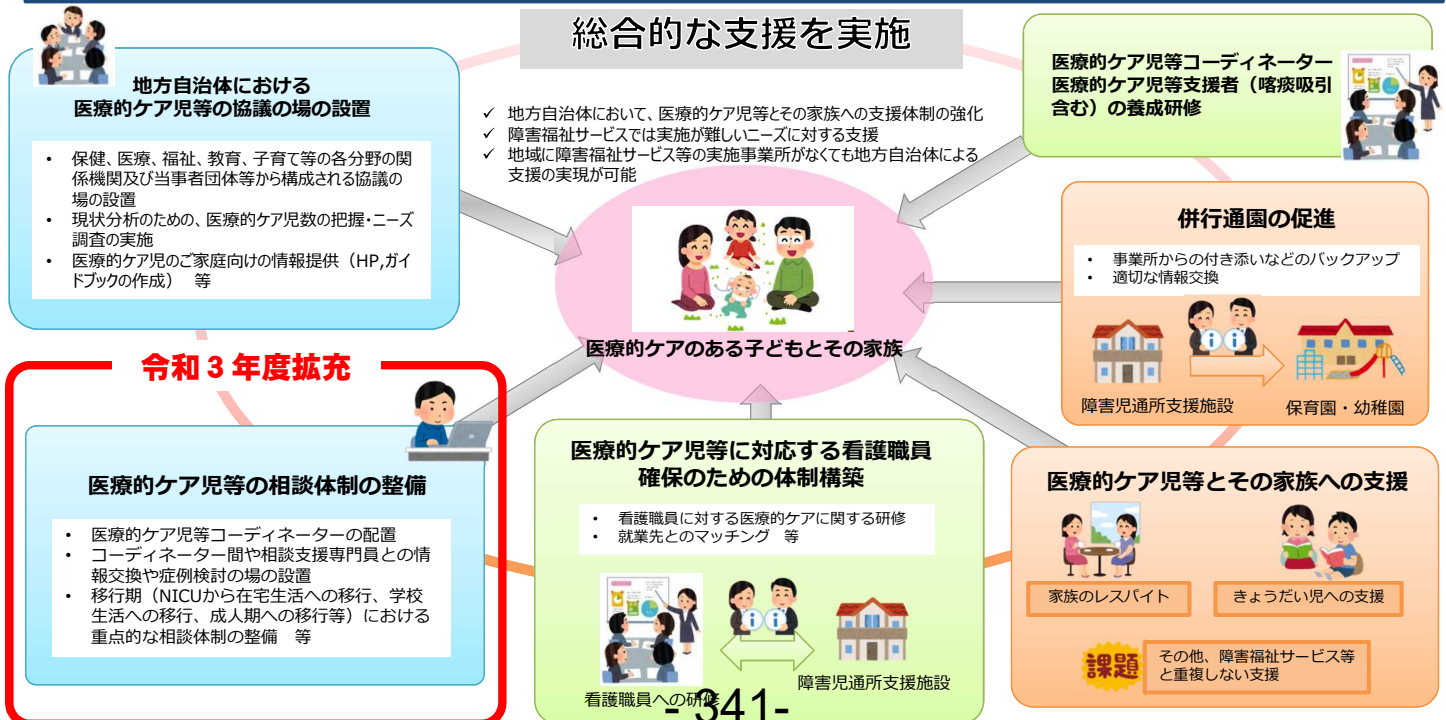 総合的な支援を実施
地方自治体における
医療的ケア児等の協議の場の設置
• 保健、医療、福祉、教育、子育て等の各分野の関
係機関及び当事者団体等から構成される協議の
場の設置
• 現状分析のための、医療的ケア児数の把握・ニーズ
調査の実施
• 医療的ケア児のご家庭向けの情報提供（HP,ガイ
ドブックの作成） 等
✓ 地方自治体において、医療的ケア児等とその家族への支援体制の強化
✓ 障害福祉サービスでは実施が難しいニーズに対する支援
✓ 地域に障害福祉サービス等の実施事業所がなくても地方自治体による
支援の実現が可能
医療的ケア児等コーディネーター
医療的ケア児等支援者（喀痰吸引
含む）の養成研修
併行通園の促進
• 事業所からの付き添いなどのバックアップ
• 適切な情報交換
障害児通所支援施設
保育園・幼稚園
医療的ケアのある子どもとその家族
令和３年度拡充
医療的ケア児等の相談体制の整備
• 医療的ケア児等コーディネーターの配置
• コーディネーター間や相談支援専門員との情
報交換や症例検討の場の設置
• 移行期（NICUから在宅生活への移行、学校
生活への移行、成人期への移行等）における
重点的な相談体制の整備 等
医療的ケア児等に対応する看護職員
確保のための体制構築
• 看護職員に対する医療的ケアに関する研修
• 就業先とのマッチング 等
看護職員への研修
障害児通所支援施設
医療的ケア児等とその家族への支援
家族のレスパイト
きょうだい児への支援
課題
その他、障害福祉サービス等
と重複しない支援
- 341-